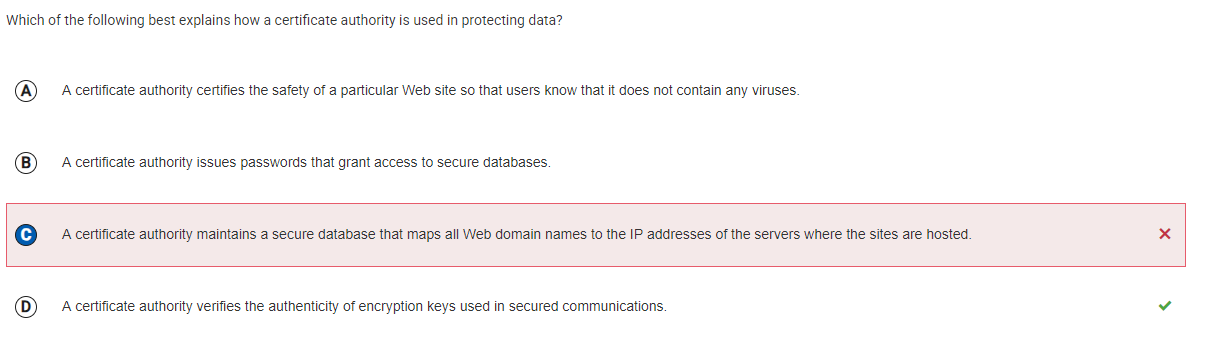 Which of the following best explains how a certificate authority is used in protecting data?
A A certificate authority certifies the safety of a particular Web site so that users know that it does not contain any viruses.
B A certificate authority issues passwords that grant access to secure databases.
C A certificate authority maintains a secure database that maps all Web domain names to the IP addresses of the servers where the sites are hosted.
D A certificate authority verifies the authenticity of encryption keys used in secured communications.